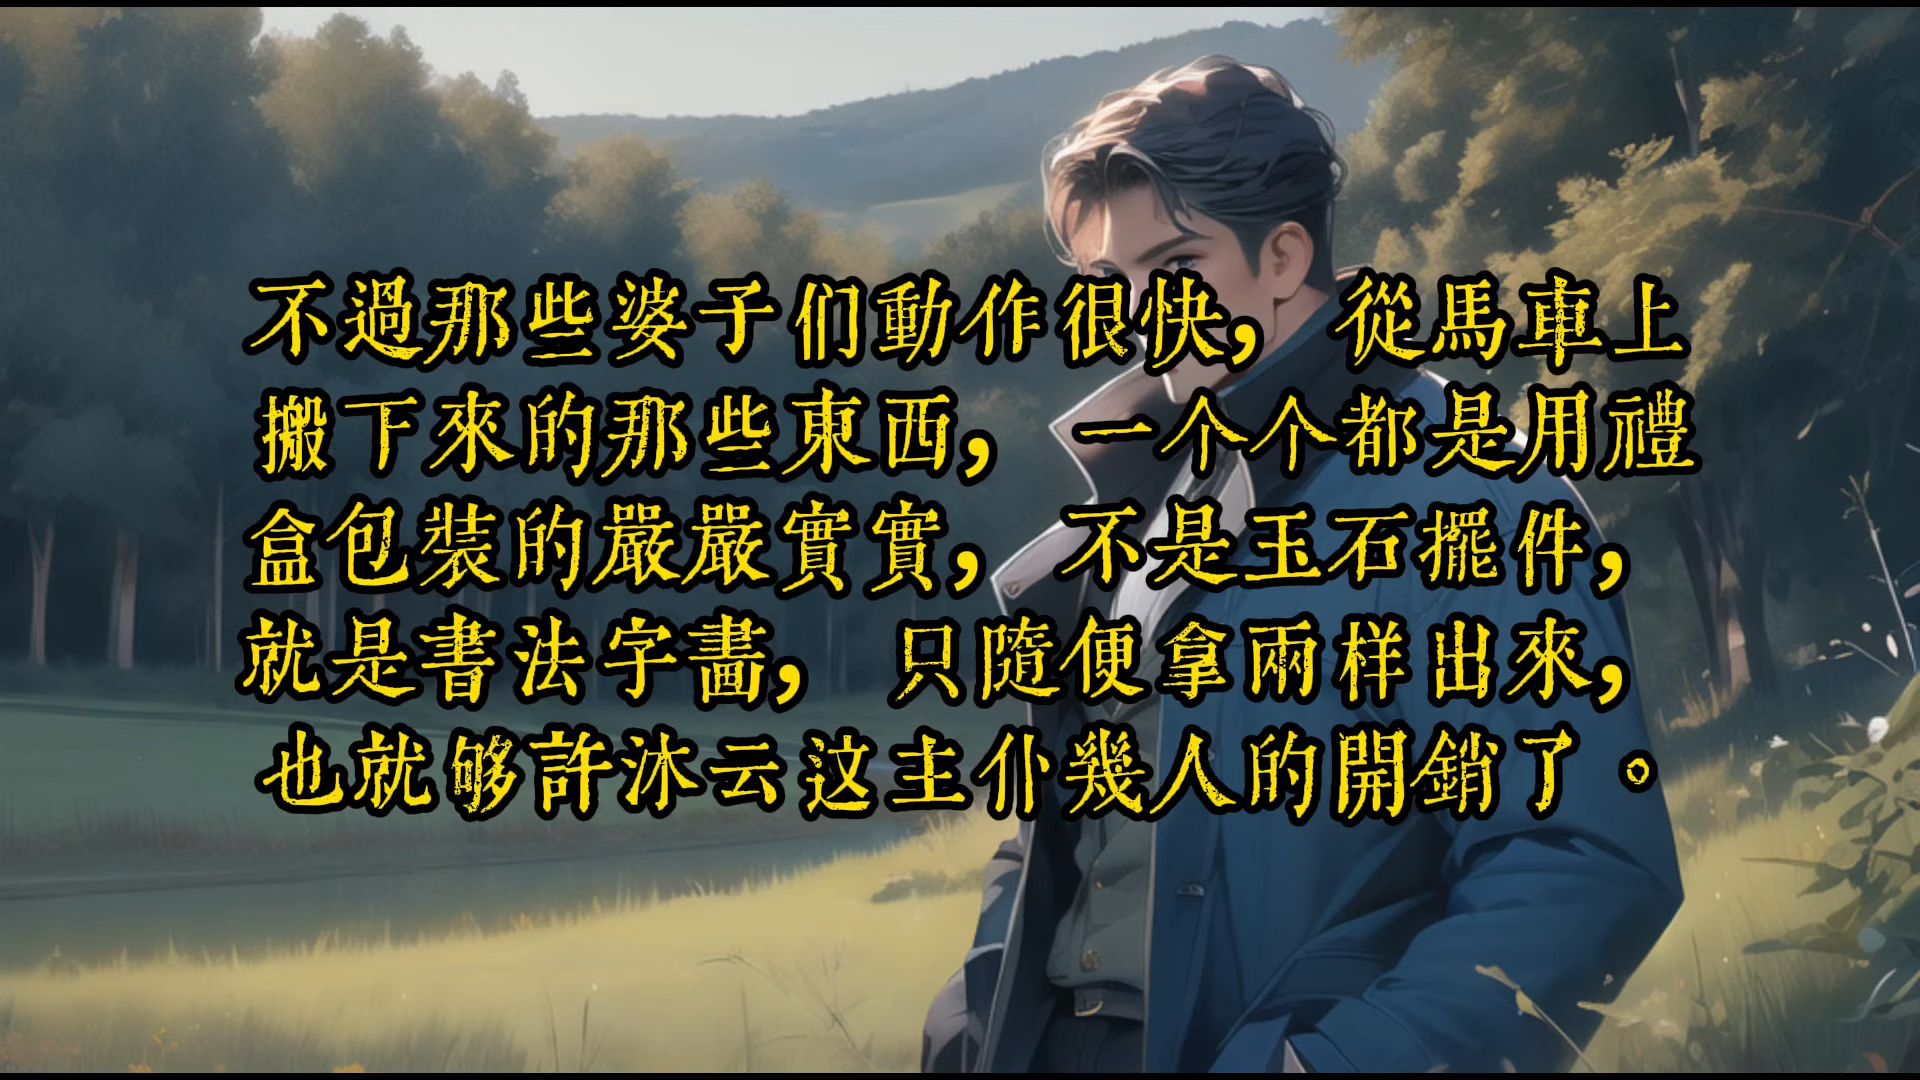 不過那些婆子们動作很快，從馬車上
搬下來的那些東西，一个个都是用禮
盒包裝的嚴嚴實實，不是玉石擺件，
就是書法字畵，只隨便拿兩样出來，
也就够許沐云这主仆幾人的開銷了。